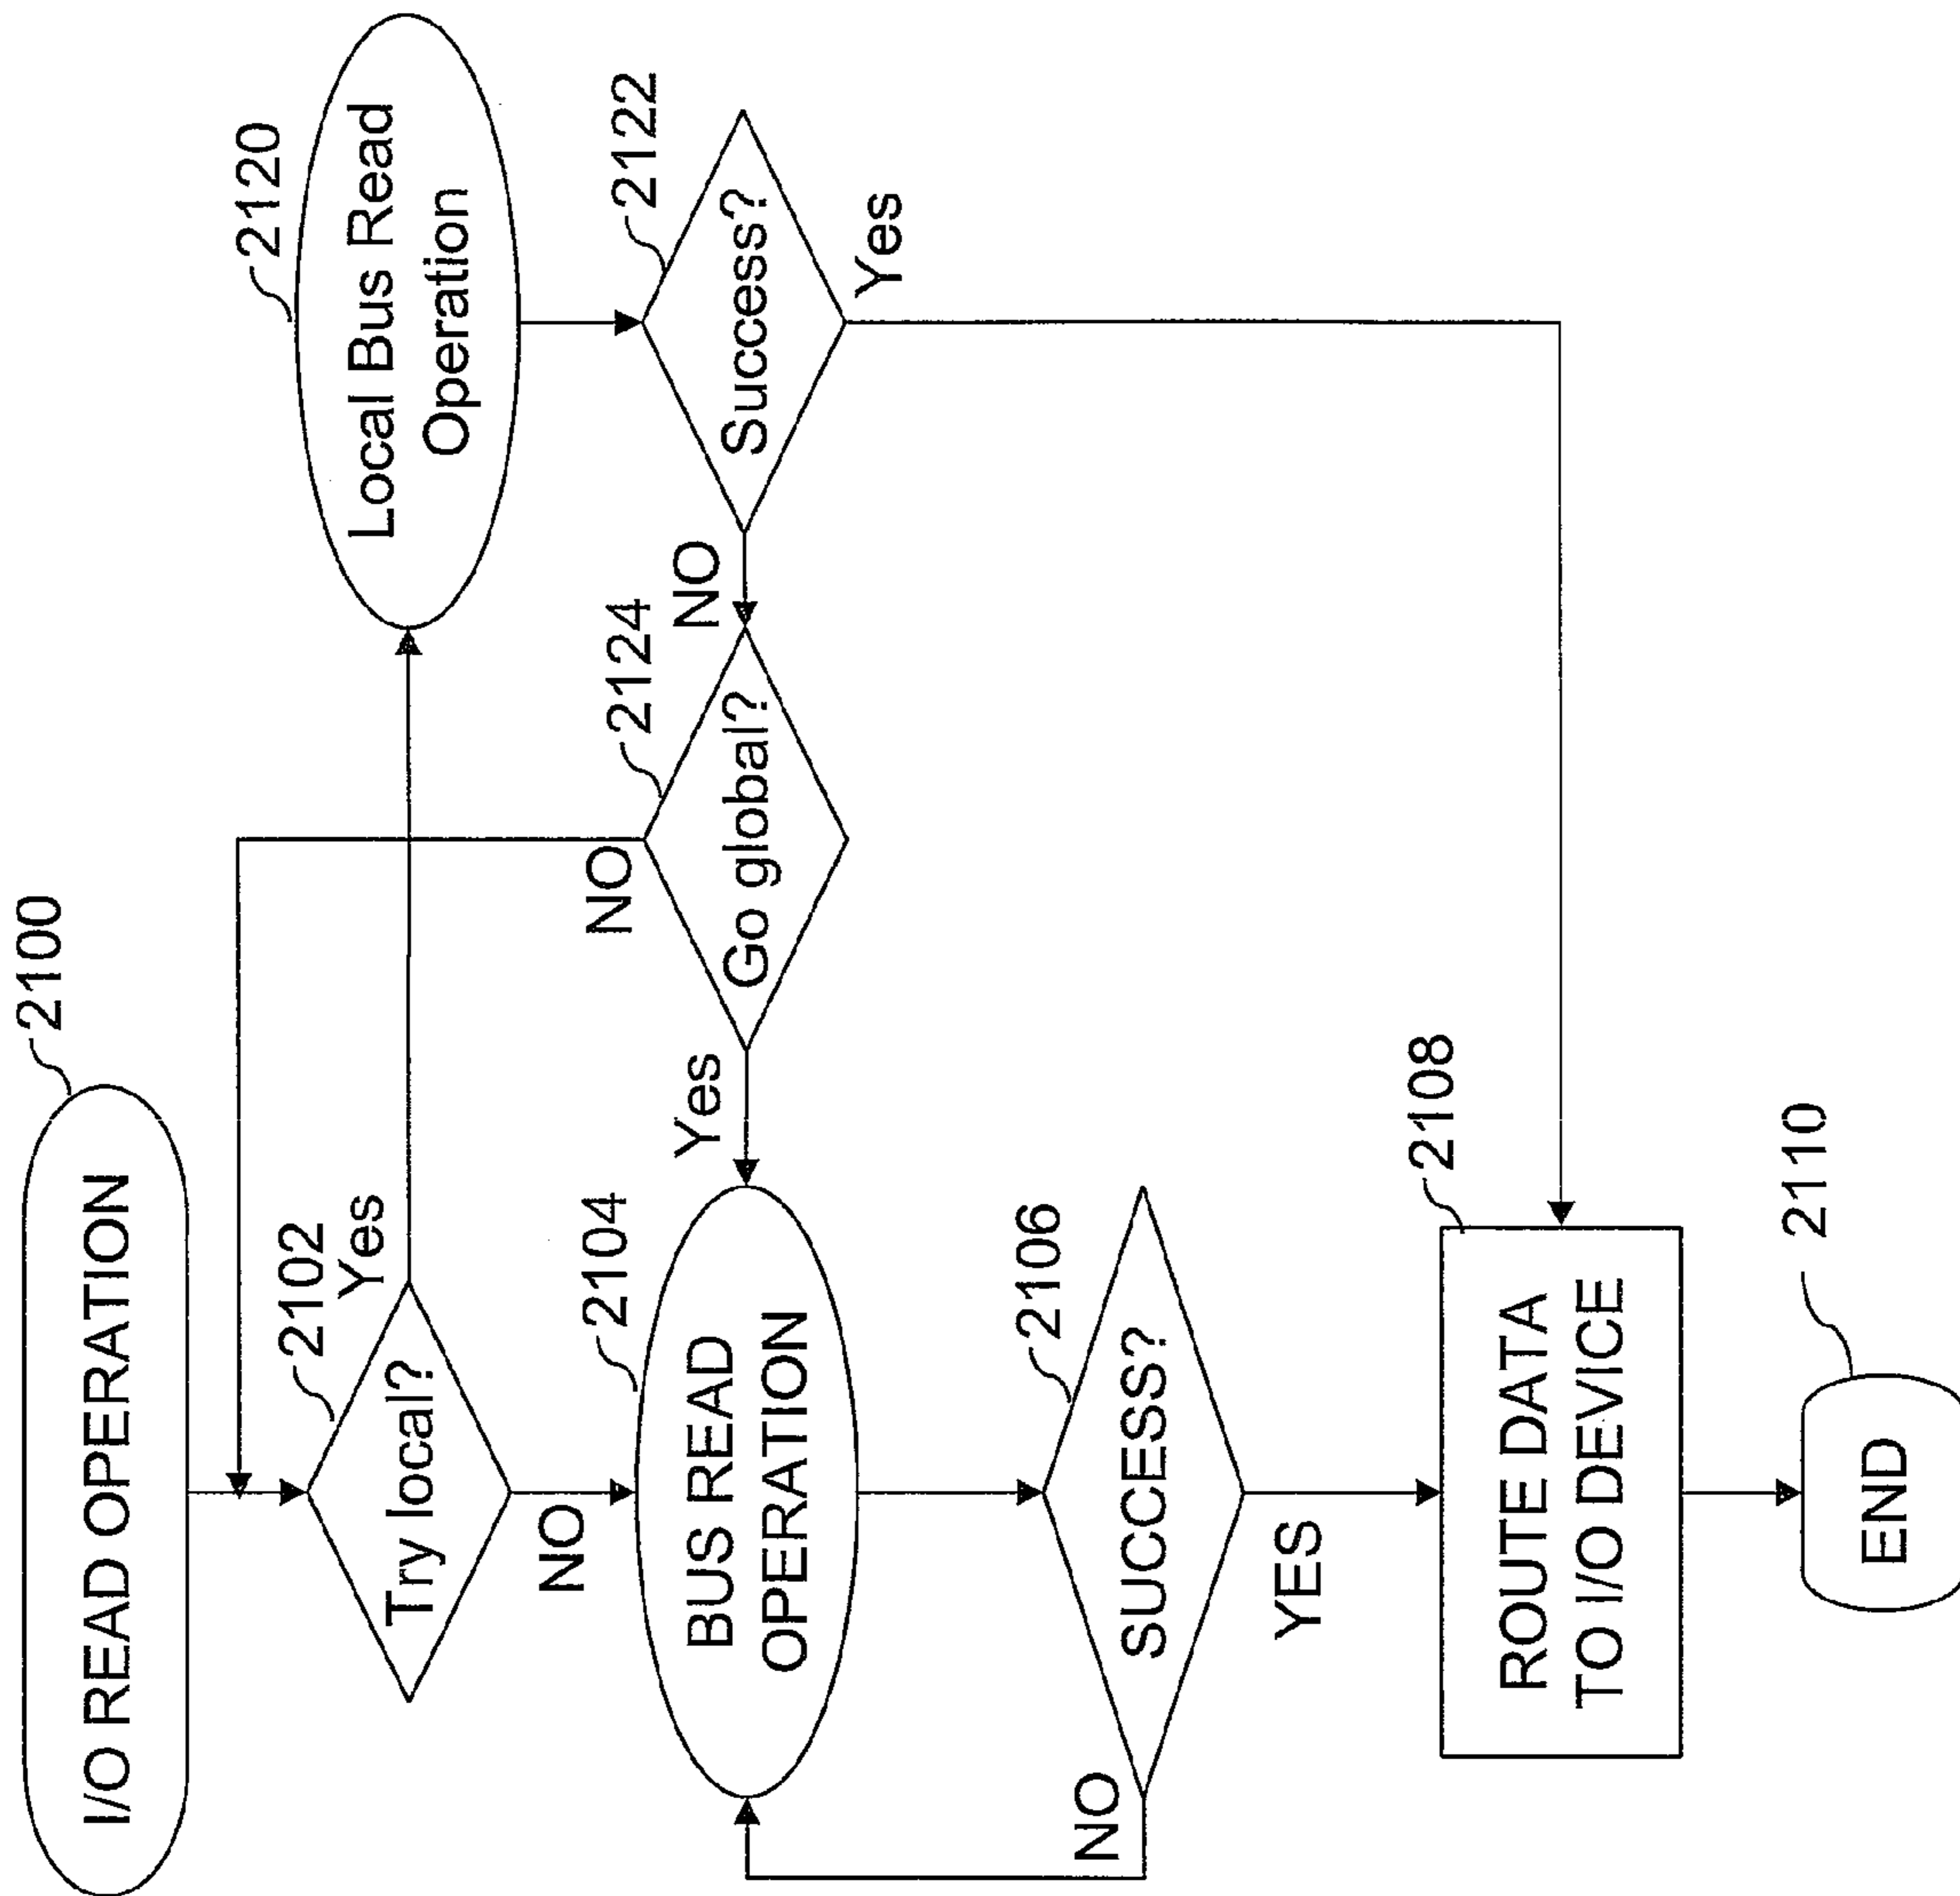 I/O READ OPERATION
2100
Try local?
2102
Yes
NO
Local Bus Read
Operation
2120
BUS READ
OPERATION
2104
Yes
Go global?
2124
NO
NO
Success?
2122
Yes
SUCCESS?
2106
NO
YES
ROUTE DATA
TO I/O DEVICE
2108
END
2110